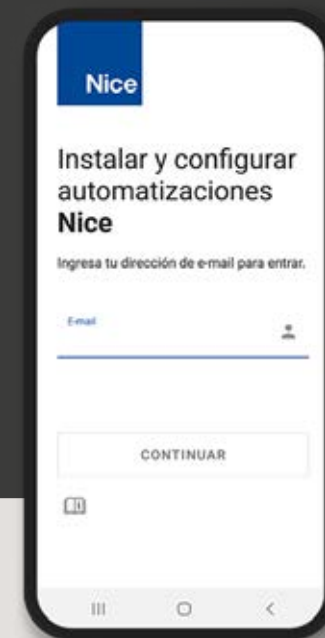 Nice
Instalar y configurar
automatizaciones
Nice
Ingresa tu dirección de e-mail para entrar.
E-mail
CONTINUAR